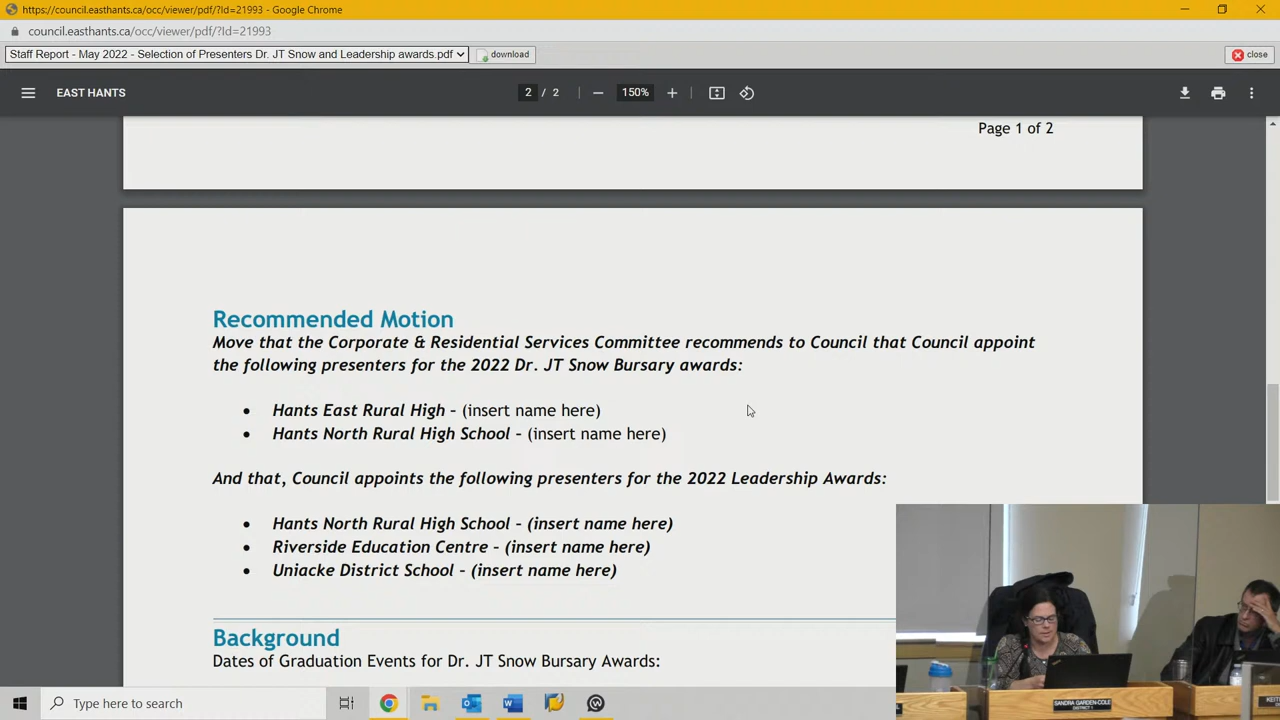 https://council.easthants.ca/occ/viewer/pdf/?Id=21993 - Google Chrome
council.easthants.ca/occ/viewer/pdf/?Id=21993
Staff Report - May 2022 - Selection of Presenters Dr. JT Snow and Leadership awards.pdf
download
close
EAST HANTS
2 / 2
150%
Page 1 of 2
Recommended Motion
Move that the Corporate & Residential Services Committee recommends to Council that Council appoint
the following presenters for the 2022 Dr. JT Snow Bursary awards:
• Hants East Rural High – (insert name here)
• Hants North Rural High School – (insert name here)
And that, Council appoints the following presenters for the 2022 Leadership Awards:
• Hants North Rural High School – (insert name here)
• Riverside Education Centre – (insert name here)
• Uniacke District School – (insert name here)
Background
Dates of Graduation Events for Dr. JT Snow Bursary Awards:
SANDRA GARDEN-COLE
DISTRICT 1
Type here to search